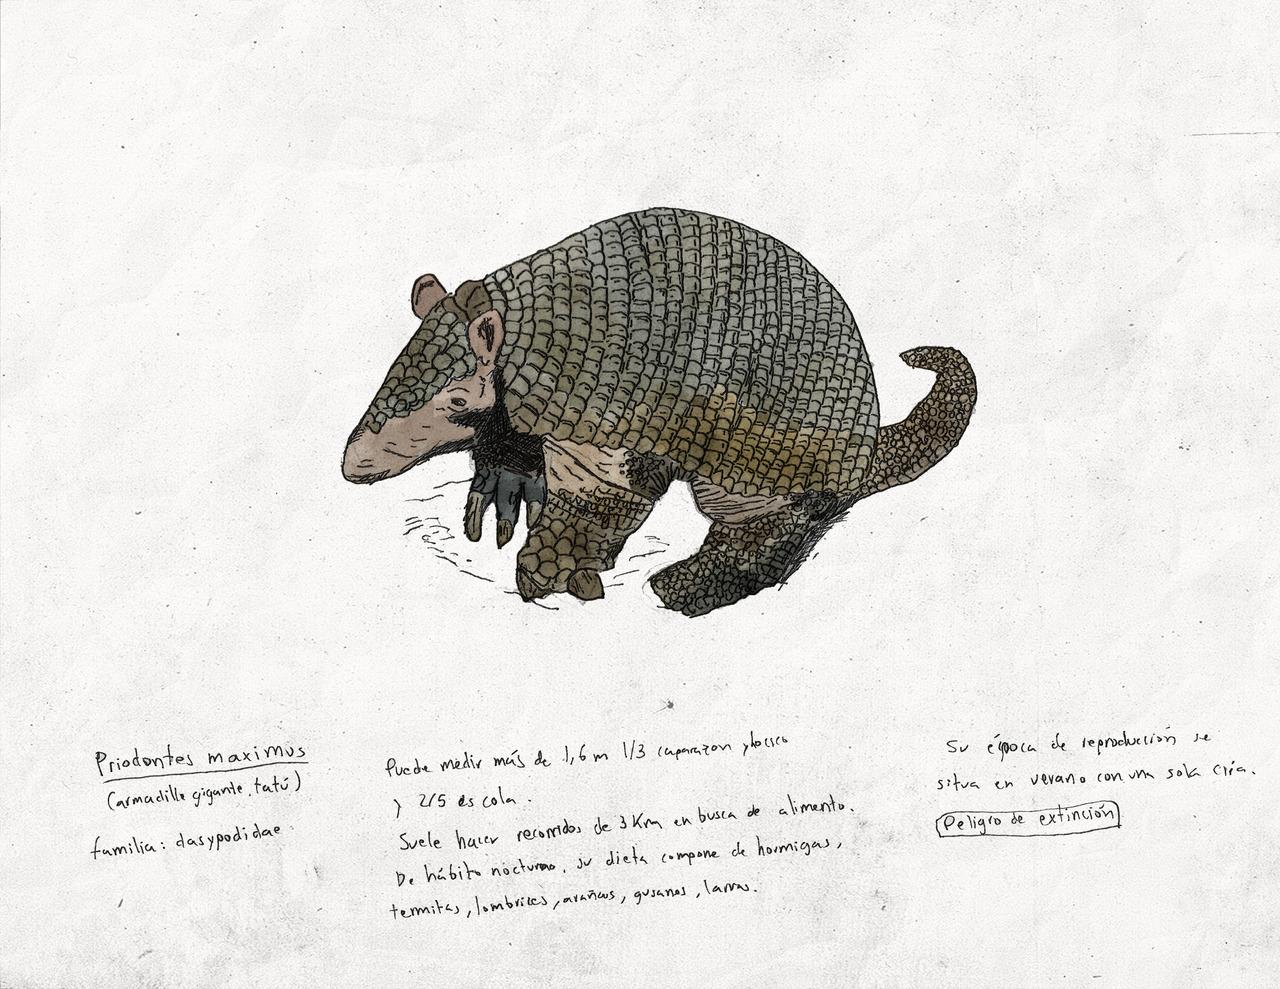 Priodontes maximus
(armadillo gigante, tatú)
familia: dasypodidae
Puede medir más de 1,6 m 1/3 caparazon y hocico
y 2/5 es cola.
Suele hacer recorridos de 3 Km en busca de alimento.
De hábito nocturno, su dieta compone de hormigas,
termitas, lombrices, arañas, gusanos, larvas.
Su época de reproducción se
situa en verano con una sola cría.
Peligro de extinción